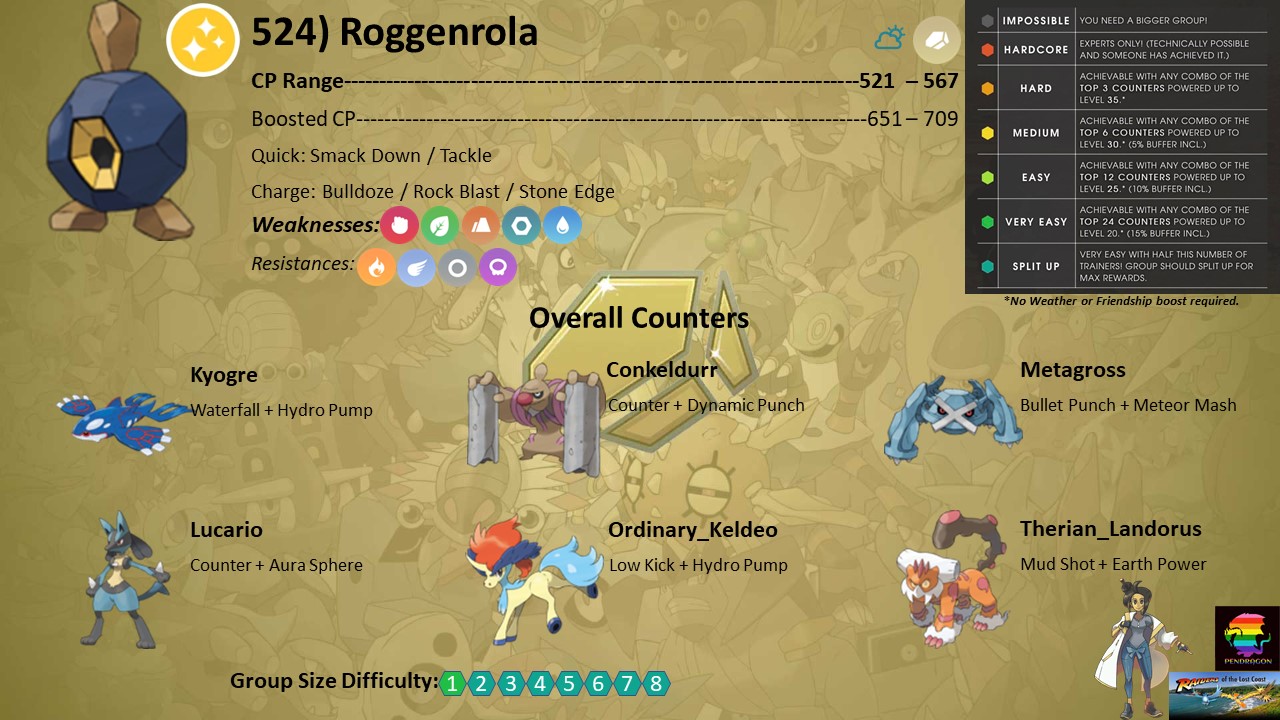 524) Roggenrola
CP Range---521 – 567
Boosted CP---651 – 709
Quick: Smack Down / Tackle
Charge: Bulldoze / Rock Blast / Stone Edge
Weaknesses:
Resistances:
IMPOSSIBLE YOU NEED A BIGGER GROUP!
HARDCORE EXPERTS ONLY! (TECHNICALLY POSSIBLE
AND SOMEONE HAS ACHIEVED IT.)
HARD ACHIEVABLE WITH ANY COMBO OF THE
TOP 3 COUNTERS POWERED UP TO
LEVEL 35.*
MEDIUM ACHIEVABLE WITH ANY COMBO OF THE
TOP 6 COUNTERS POWERED UP TO
LEVEL 30.* (5% BUFFER INCL.)
EASY ACHIEVABLE WITH ANY COMBO OF THE
TOP 12 COUNTERS POWERED UP TO
LEVEL 25.* (10% BUFFER INCL.)
VERY EASY ACHIEVABLE WITH ANY COMBO OF THE
TOP 24 COUNTERS POWERED UP TO
LEVEL 20.* (15% BUFFER INCL.)
SPLIT UP VERY EASY WITH HALF THIS NUMBER OF
TRAINERS! GROUP SHOULD SPLIT UP FOR
MAX REWARDS.
*No Weather or Friendship boost required.
Overall Counters
Kyogre
Waterfall + Hydro Pump
Conkeldurr
Counter + Dynamic Punch
Metagross
Bullet Punch + Meteor Mash
Lucario
Counter + Aura Sphere
Ordinary_Keldeo
Low Kick + Hydro Pump
Therian_Landorus
Mud Shot + Earth Power
Group Size Difficulty: 1 2 3 4 5 6 7 8
PENDRAGON
RAIDERS of the Lost Coast